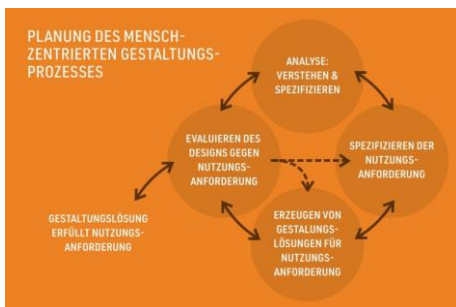 PLANUNG DES MENSCH-
ZENTRIERTEN GESTALTUNGS-
PROZESSES
ANALYSE:
VERSTEHEN &
SPEZIFIZIEREN
EVALUIEREN DES
DESIGNS GEGEN
NUTZUNGS-
ANFORDERUNG
SPEZIFIZIEREN DER
NUTZUNGS-
ANFORDERUNG
GESTALTUNGSLÖSUNG
ERFÜLLT NUTZUNGS-
ANFORDERUNG
ERZEUGEN VON
GESTALUNGS-
LÖSUNGEN FÜR
NUTZUNGS-
ANFORDERUNG